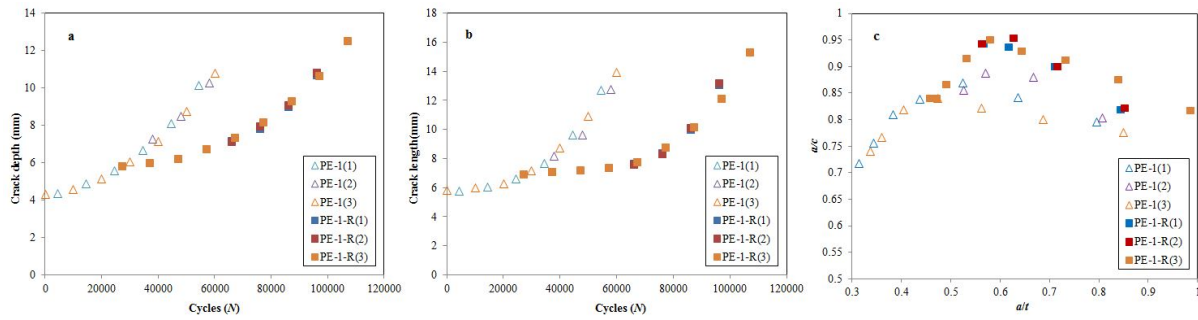 14
12
10
8
6
4
2
0
Crack depth (mm)
a
PE-1(1)
PE-1(2)
PE-1(3)
PE-1-R(1)
PE-1-R(2)
PE-1-R(3)
0 20000 40000 60000 80000 100000 120000
Cycles (N)
18
16
14
12
10
8
6
4
2
0
Crack length(mm)
b
PE-1(1)
PE-1(2)
PE-1(3)
PE-1-R(1)
PE-1-R(2)
PE-1-R(3)
0 20000 40000 60000 80000 100000 120000
Cycles (N)
1
0.95
0.9
0.85
0.8
0.75
0.7
0.65
0.6
0.55
0.5
a/c
c
PE-1(1)
PE-1(2)
PE-1(3)
PE-1-R(1)
PE-1-R(2)
PE-1-R(3)
0.3 0.4 0.5 0.6 0.7 0.8 0.9 1
a/t